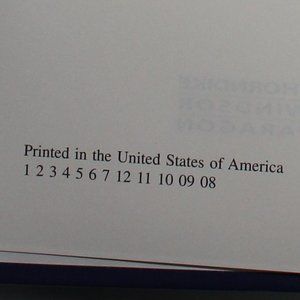 Printed in the United States of America
1 2 3 4 5 6 7 12 11 10 09 08